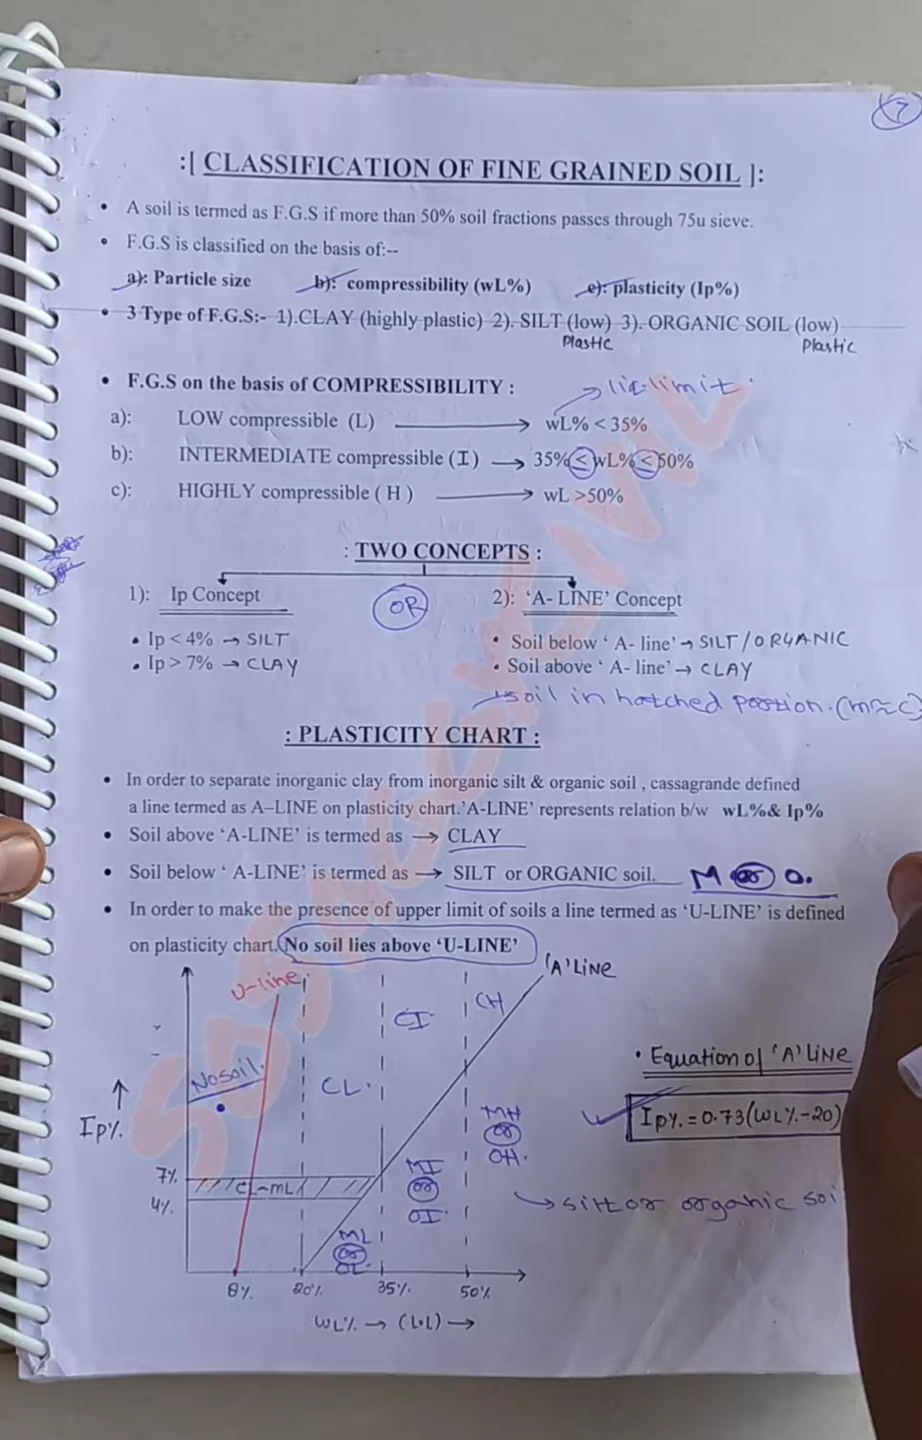 7
:[ CLASSIFICATION OF FINE GRAINED SOIL ]:
• A soil is termed as F.G.S if more than 50% soil fractions passes through 75u sieve.
• F.G.S is classified on the basis of:--
a): Particle size b): compressibility (wL%) c): plasticity (Ip%)
• 3 Type of F.G.S:- 1).CLAY (highly plastic) 2). SILT (low) 3). ORGANIC SOIL (low)
Plastic Plastic
• F.G.S on the basis of COMPRESSIBILITY :
liq.limit.
a): LOW compressible (L) → wL% < 35%
b): INTERMEDIATE compressible (I) → 35% ≤ wL% ≤ 50%
c): HIGHLY compressible ( H ) → wL >50%
: TWO CONCEPTS :
1): Ip Concept OR 2): ‘A- LINE’ Concept
• Ip < 4% → SILT • Soil below ‘ A- line’→ SILT/ORGANIC
• Ip > 7% → CLAY • Soil above ‘ A- line’→ CLAY
→ soil in hatched portion.(m≈c)
: PLASTICITY CHART :
• In order to separate inorganic clay from inorganic silt & organic soil , cassagrande defined
a line termed as A–LINE on plasticity chart.’A-LINE’ represents relation b/w wL%& Ip%
• Soil above ‘A-LINE’ is termed as → CLAY
• Soil below ‘ A-LINE’ is termed as → SILT or ORGANIC soil. M or O.
• In order to make the presence of upper limit of soils a line termed as ‘U-LINE’ is defined
on plasticity chart. No soil lies above ‘U-LINE’
U-line
'A' LINE
CH
CI
CL.
No soil.
• Equation of 'A' LINE
Ip% = 0.73(WL%-20)
Ip%
MH
or
OH.
7%
CL-ML
4%
MI
or
OI.
→ silt or organic soi
ML
or
OL.
8% 20% 35% 50%
WL% → (L.L) →
SJSMGCIVIL